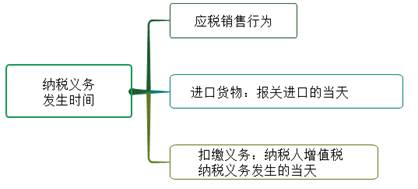 纳税义务
发生时间
应税销售行为
进口货物：报关进口的当天
扣缴义务：纳税人增值税
纳税义务发生的当天